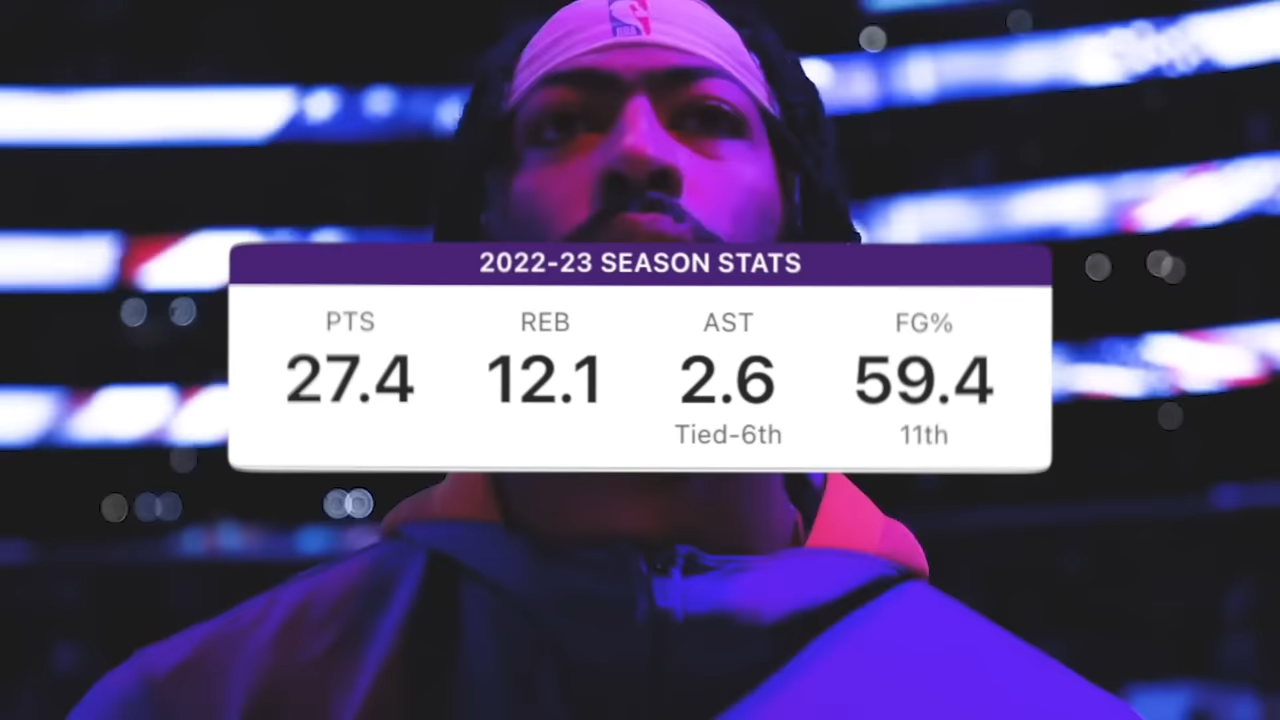 NBA
2022-23 SEASON STATS
PTS REB AST FG%
27.4 12.1 2.6 59.4
Tied-6th 11th